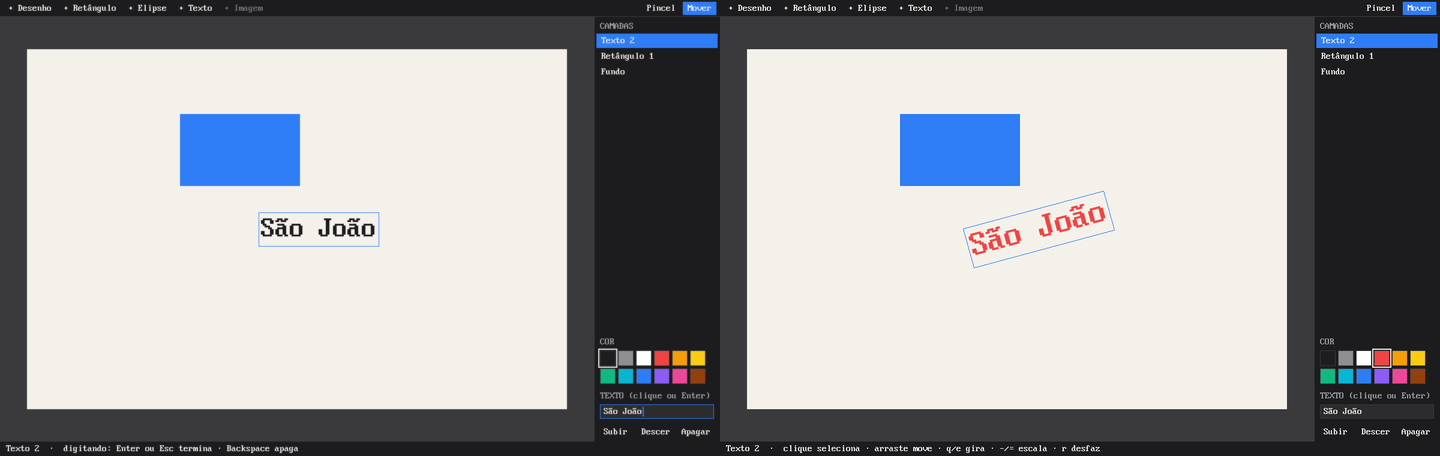 ✦ Desenho ✦ Retângulo ✦ Elipse ✦ Texto ✦ Imagem Pincel Mover
CAMADAS
Texto 2
Retângulo 1
Fundo
São João
COR
TEXTO (clique ou Enter)
São João
Subir Descer Apagar
Texto 2 · digitando: Enter ou Esc termina · Backspace apaga
✦ Desenho ✦ Retângulo ✦ Elipse ✦ Texto ✦ Imagem Pincel Mover
CAMADAS
Texto 2
Retângulo 1
Fundo
São João
COR
TEXTO (clique ou Enter)
São João
Subir Descer Apagar
Texto 2 · clique seleciona · arraste move · q/e gira · -/= escala · r desfaz